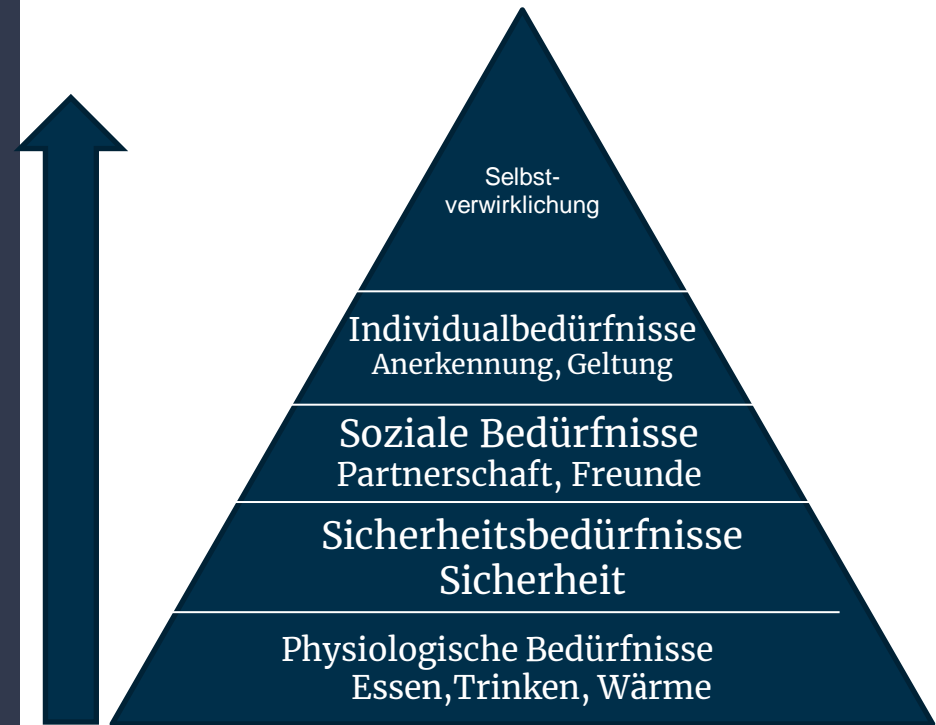 Selbst-
verwirklichung
Individualbedürfnisse
Anerkennung, Geltung
Soziale Bedürfnisse
Partnerschaft, Freunde
Sicherheitsbedürfnisse
Sicherheit
Physiologische Bedürfnisse
Essen,Trinken, Wärme